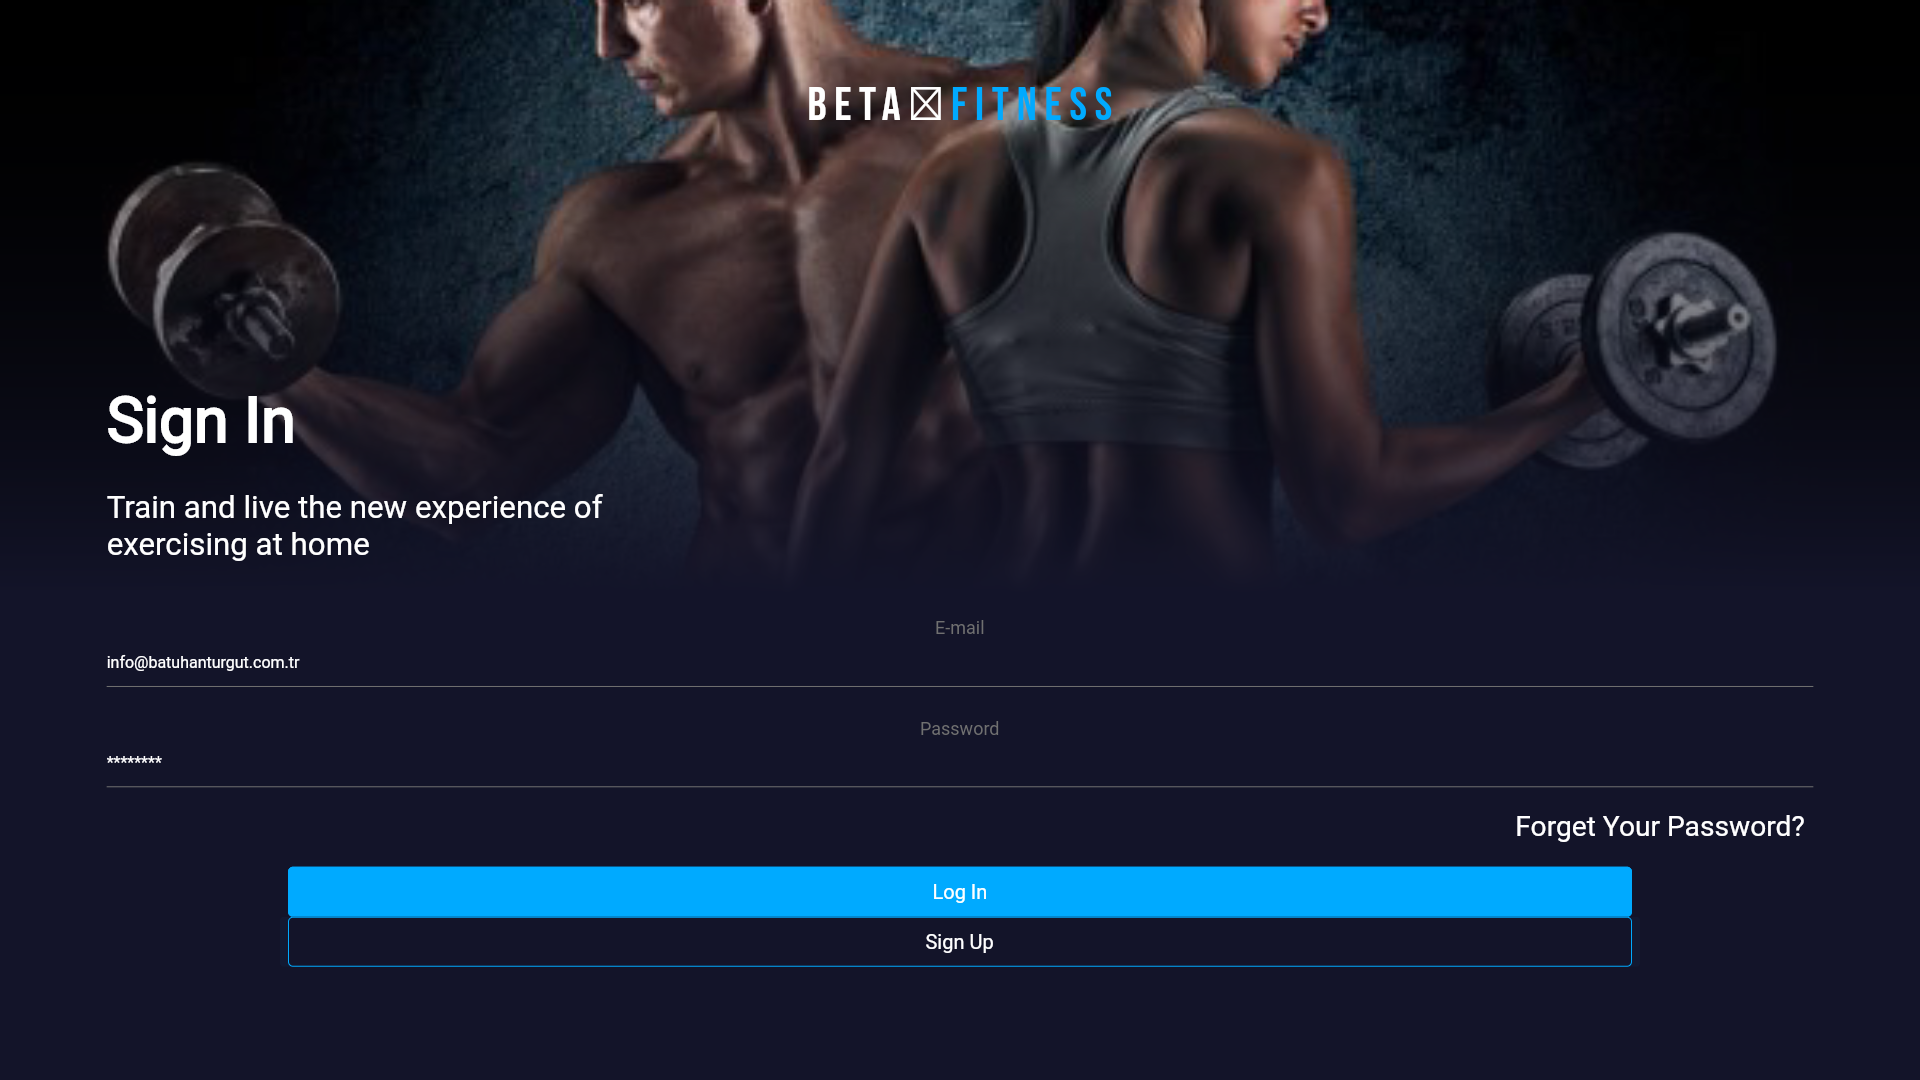 BETA FITNESS
Sign In
Train and live the new experience of
exercising at home
E-mail
info@batuhanturgut.com.tr
Password
********
Forget Your Password?
Log In
Sign Up